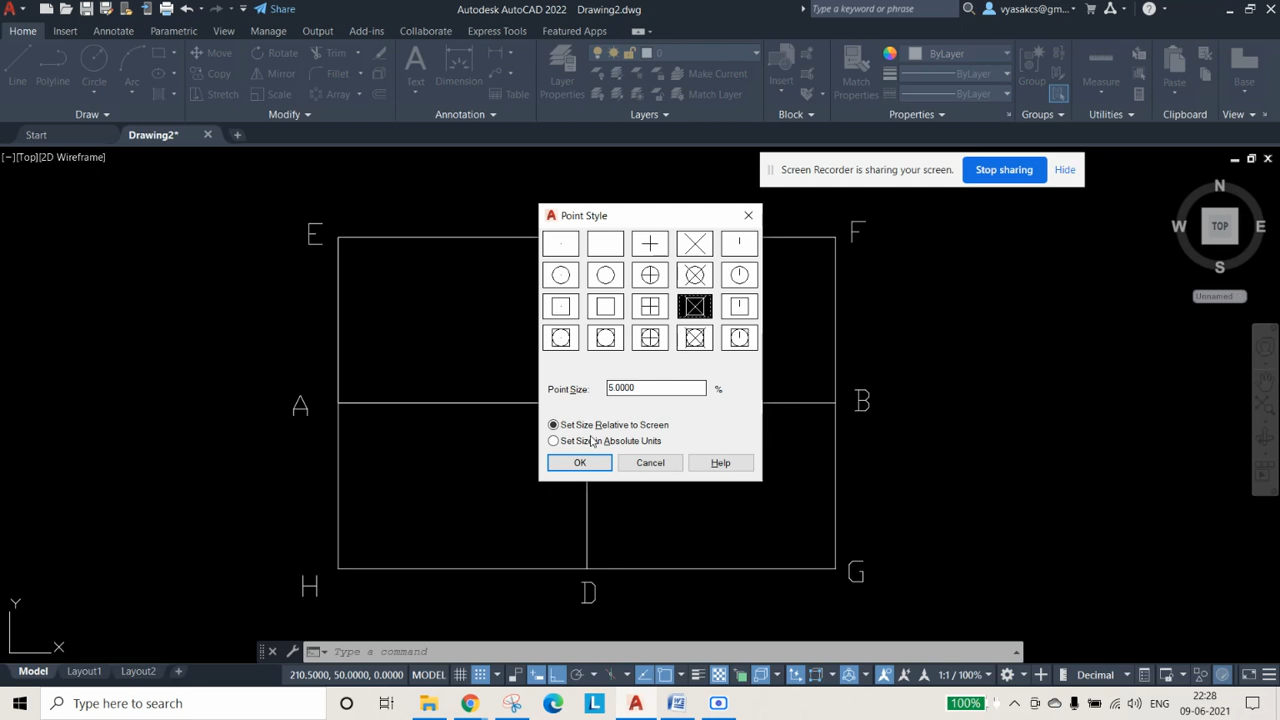 Share
Autodesk AutoCAD 2022 Drawing2.dwg
Type a keyword or phrase
vyasakcs@gm...
Home Insert Annotate Parametric View Manage Output Add-ins Collaborate Express Tools Featured Apps
Line Polyline Circle Arc
Move Rotate Trim
Copy Mirror Fillet
Stretch Scale Array
Text Dimension Table
Layer Properties
0
Make Current
Match Layer
Insert
Match Properties
ByLayer
ByLayer
ByLayer
Group
Measure
Paste
Base
Draw Modify Annotation Layers Block Properties Groups Utilities Clipboard View
Start Drawing2*
[−][Top][2D Wireframe]
Screen Recorder is sharing your screen. Stop sharing Hide
N
W TOP E
S
Unnamed
Point Style
E F
A B
H G
D
Point Size: 5.0000 %
Set Size Relative to Screen
Set Size in Absolute Units
OK Cancel Help
Y
X
Type a command
Model Layout1 Layout2
210.5000, 50.0000, 0.0000 MODEL 1:1 / 100% Decimal
Type here to search
100%
ENG
22:28
09-06-2021